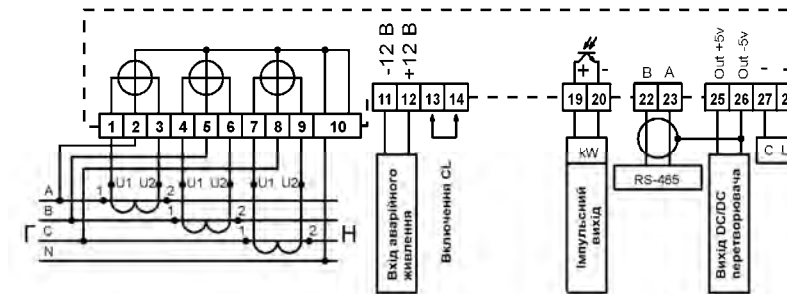 -12 В
+12 В
+ -
B A
Out +5v
Out -5v
- -
1 2 3 4 5 6 7 8 9 10
11 12 13 14
19 20
22 23
25 26 27
U1 U2 U1 U2 U1 U2
kW
C
RS-485
A 1 2
B 1 2
C 1 2
N
Г Н
Вхід аварійного
живлення
Включення CL
Імпульсний
вихід
Вихід DC/DC
перетворювача